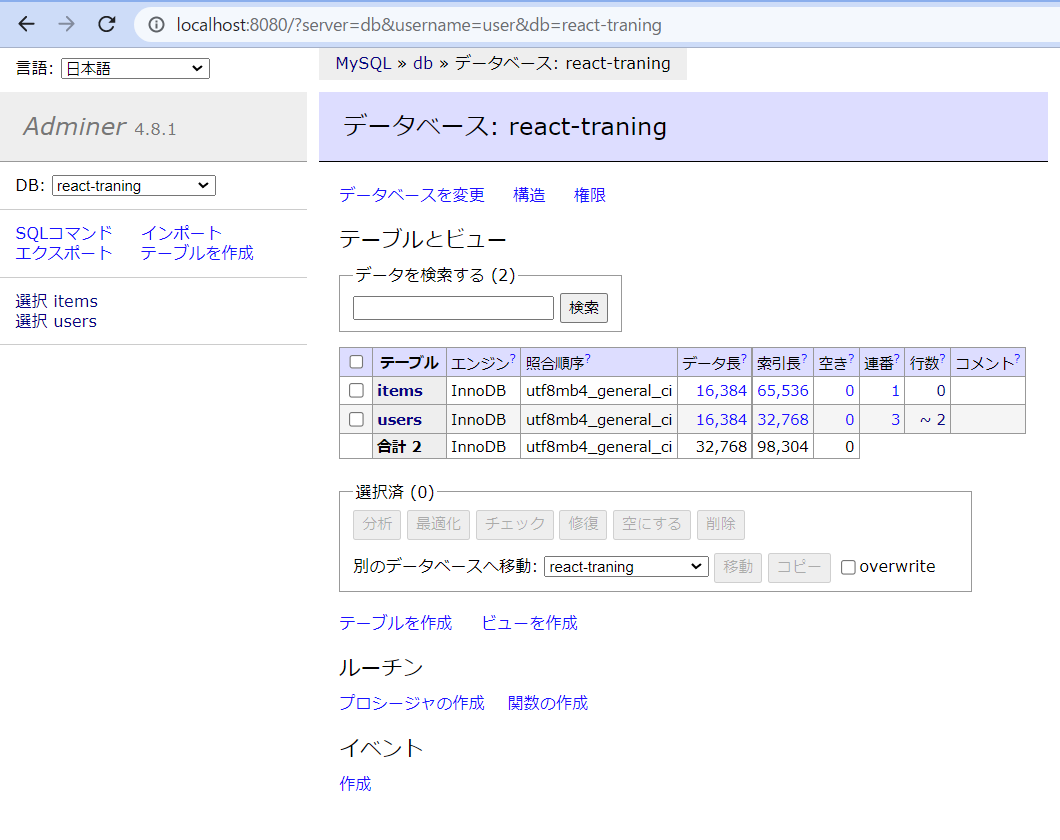 localhost:8080/?server=db&username=user&db=react-traning
言語: 日本語
MySQL » db » データベース: react-traning
Adminer 4.8.1
データベース: react-traning
DB: react-traning
データベースを変更 構造 権限
SQLコマンド インポート
エクスポート テーブルを作成
選択 items
選択 users
テーブルとビュー
データを検索する (2)
検索
テーブル エンジン? 照合順序? データ長? 索引長? 空き? 連番? 行数? コメント?
items InnoDB utf8mb4_general_ci 16,384 65,536 0 1 0
users InnoDB utf8mb4_general_ci 16,384 32,768 0 3 ~ 2
合計 2 InnoDB utf8mb4_general_ci 32,768 98,304 0
選択済 (0)
分析 最適化 チェック 修復 空にする 削除
別のデータベースへ移動: react-traning 移動 コピー overwrite
テーブルを作成 ビューを作成
ルーチン
プロシージャの作成 関数の作成
イベント
作成